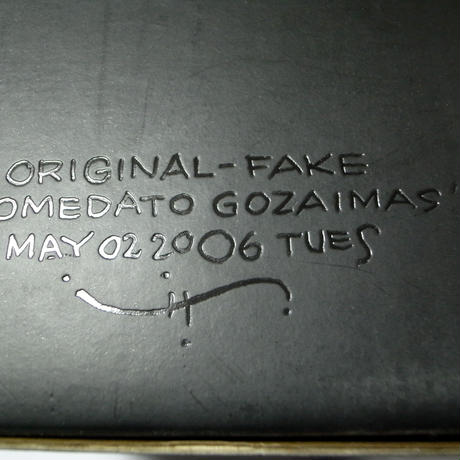 ORIGINAL-FAKE
OMEDATO GOZAIMAS'
MAY 02 2006 TUES